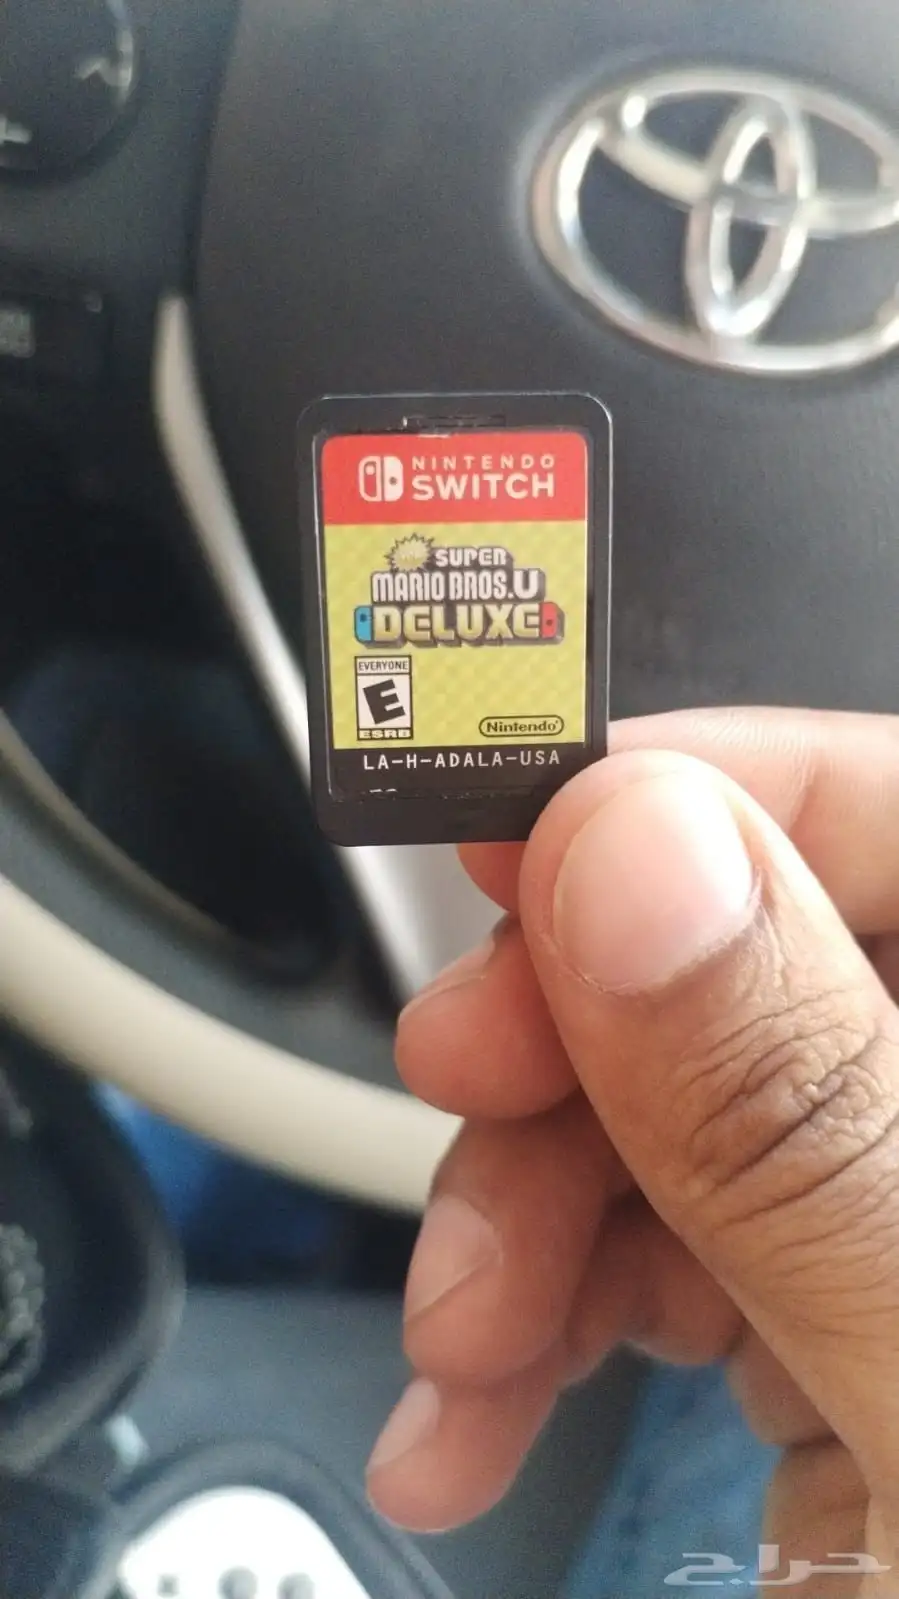 NINTENDO
SWITCH
NEW SUPER
MARIO BROS. U
DELUXE
EVERYONE
E
ESRB
Nintendo
LA-H-ADALA-USA
حراج